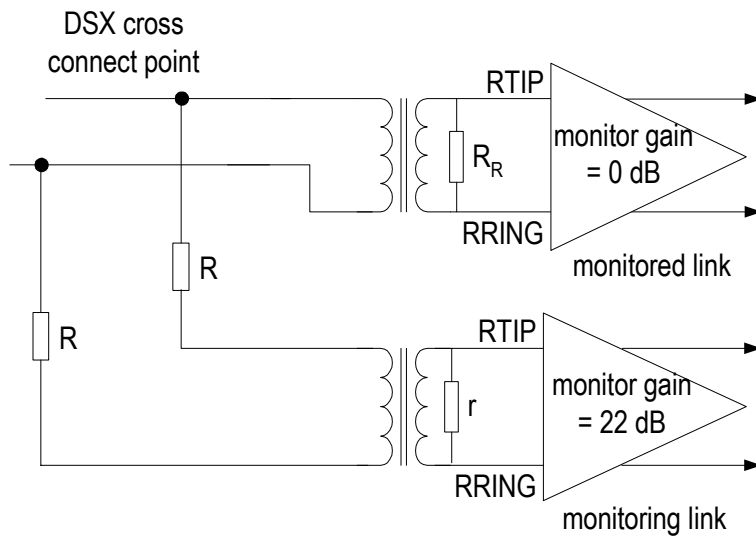 DSX cross
connect point
RTIP
monitor gain
= 0 dB
R_R
RRING
monitored link
R
R
RTIP
monitor gain
= 22 dB
r
RRING
monitoring link